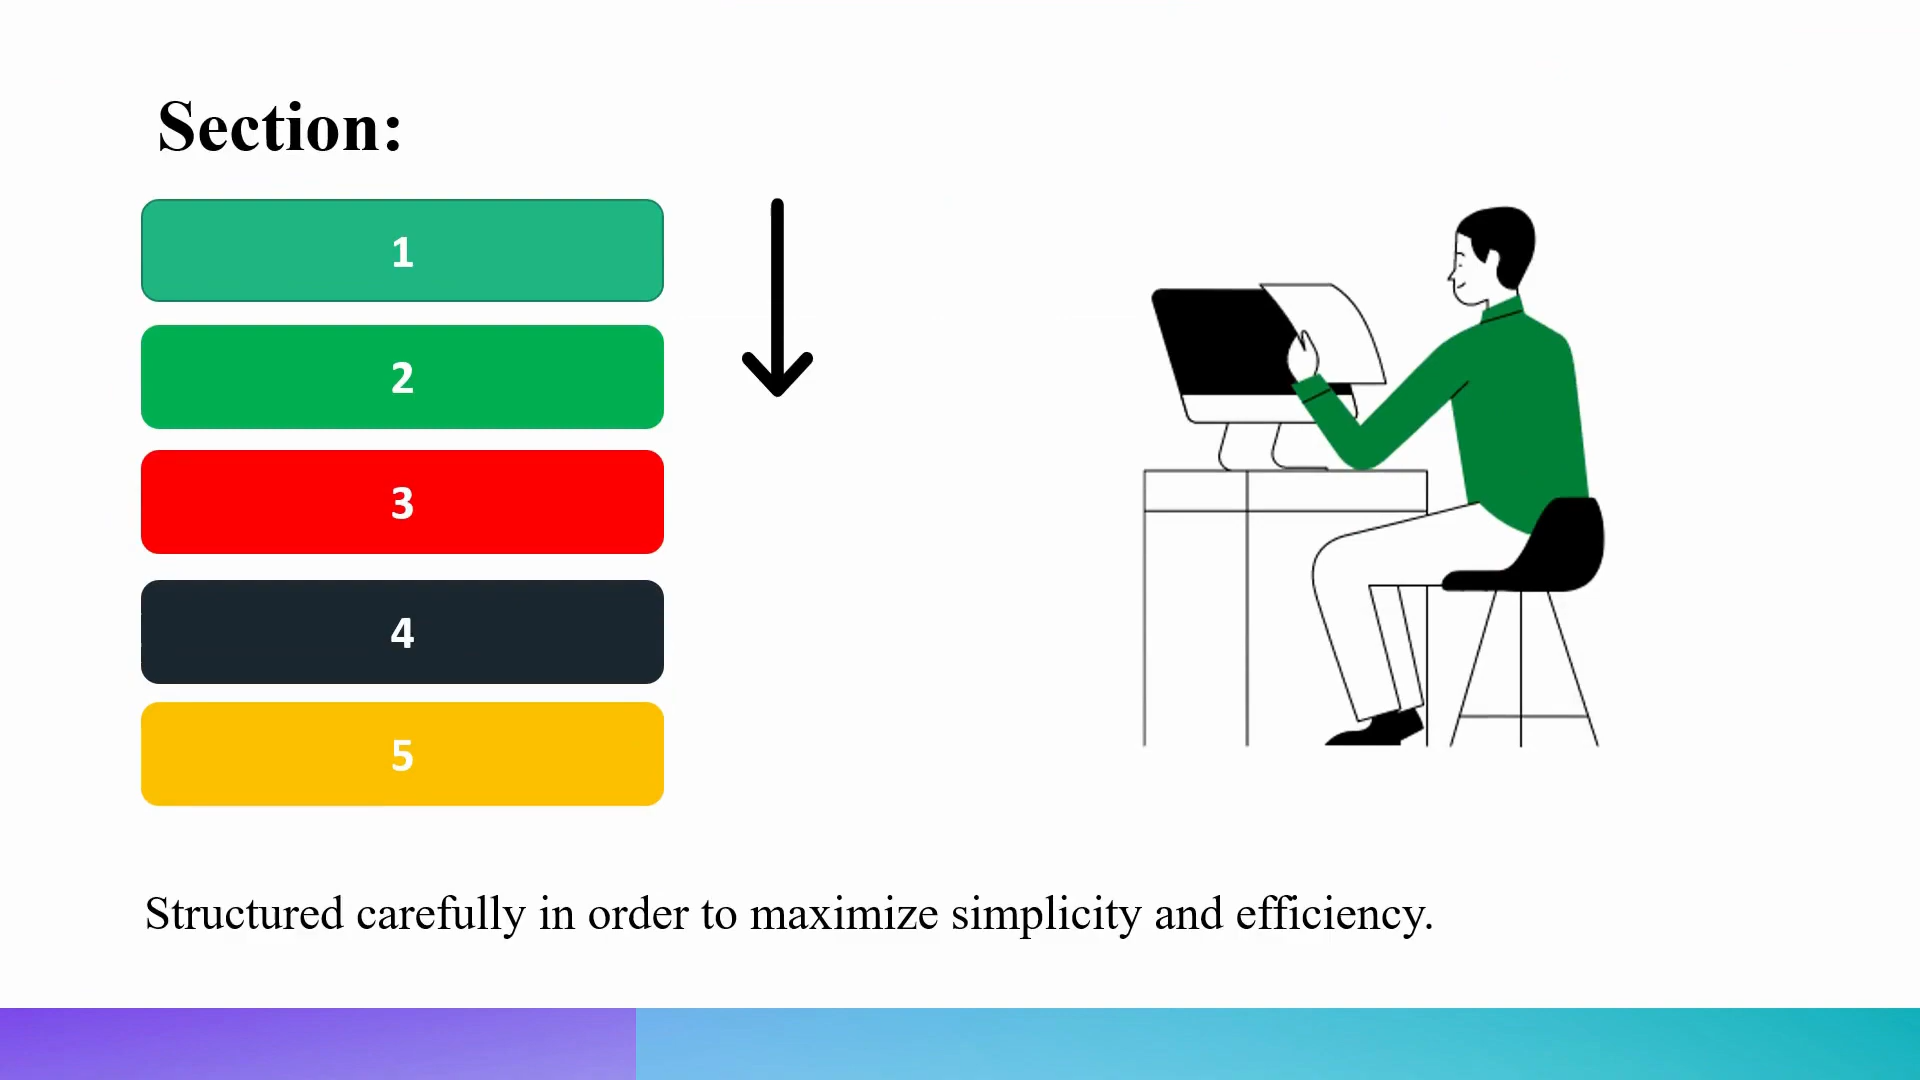 Section:
1
2
3
4
5
Structured carefully in order to maximize simplicity and efficiency.